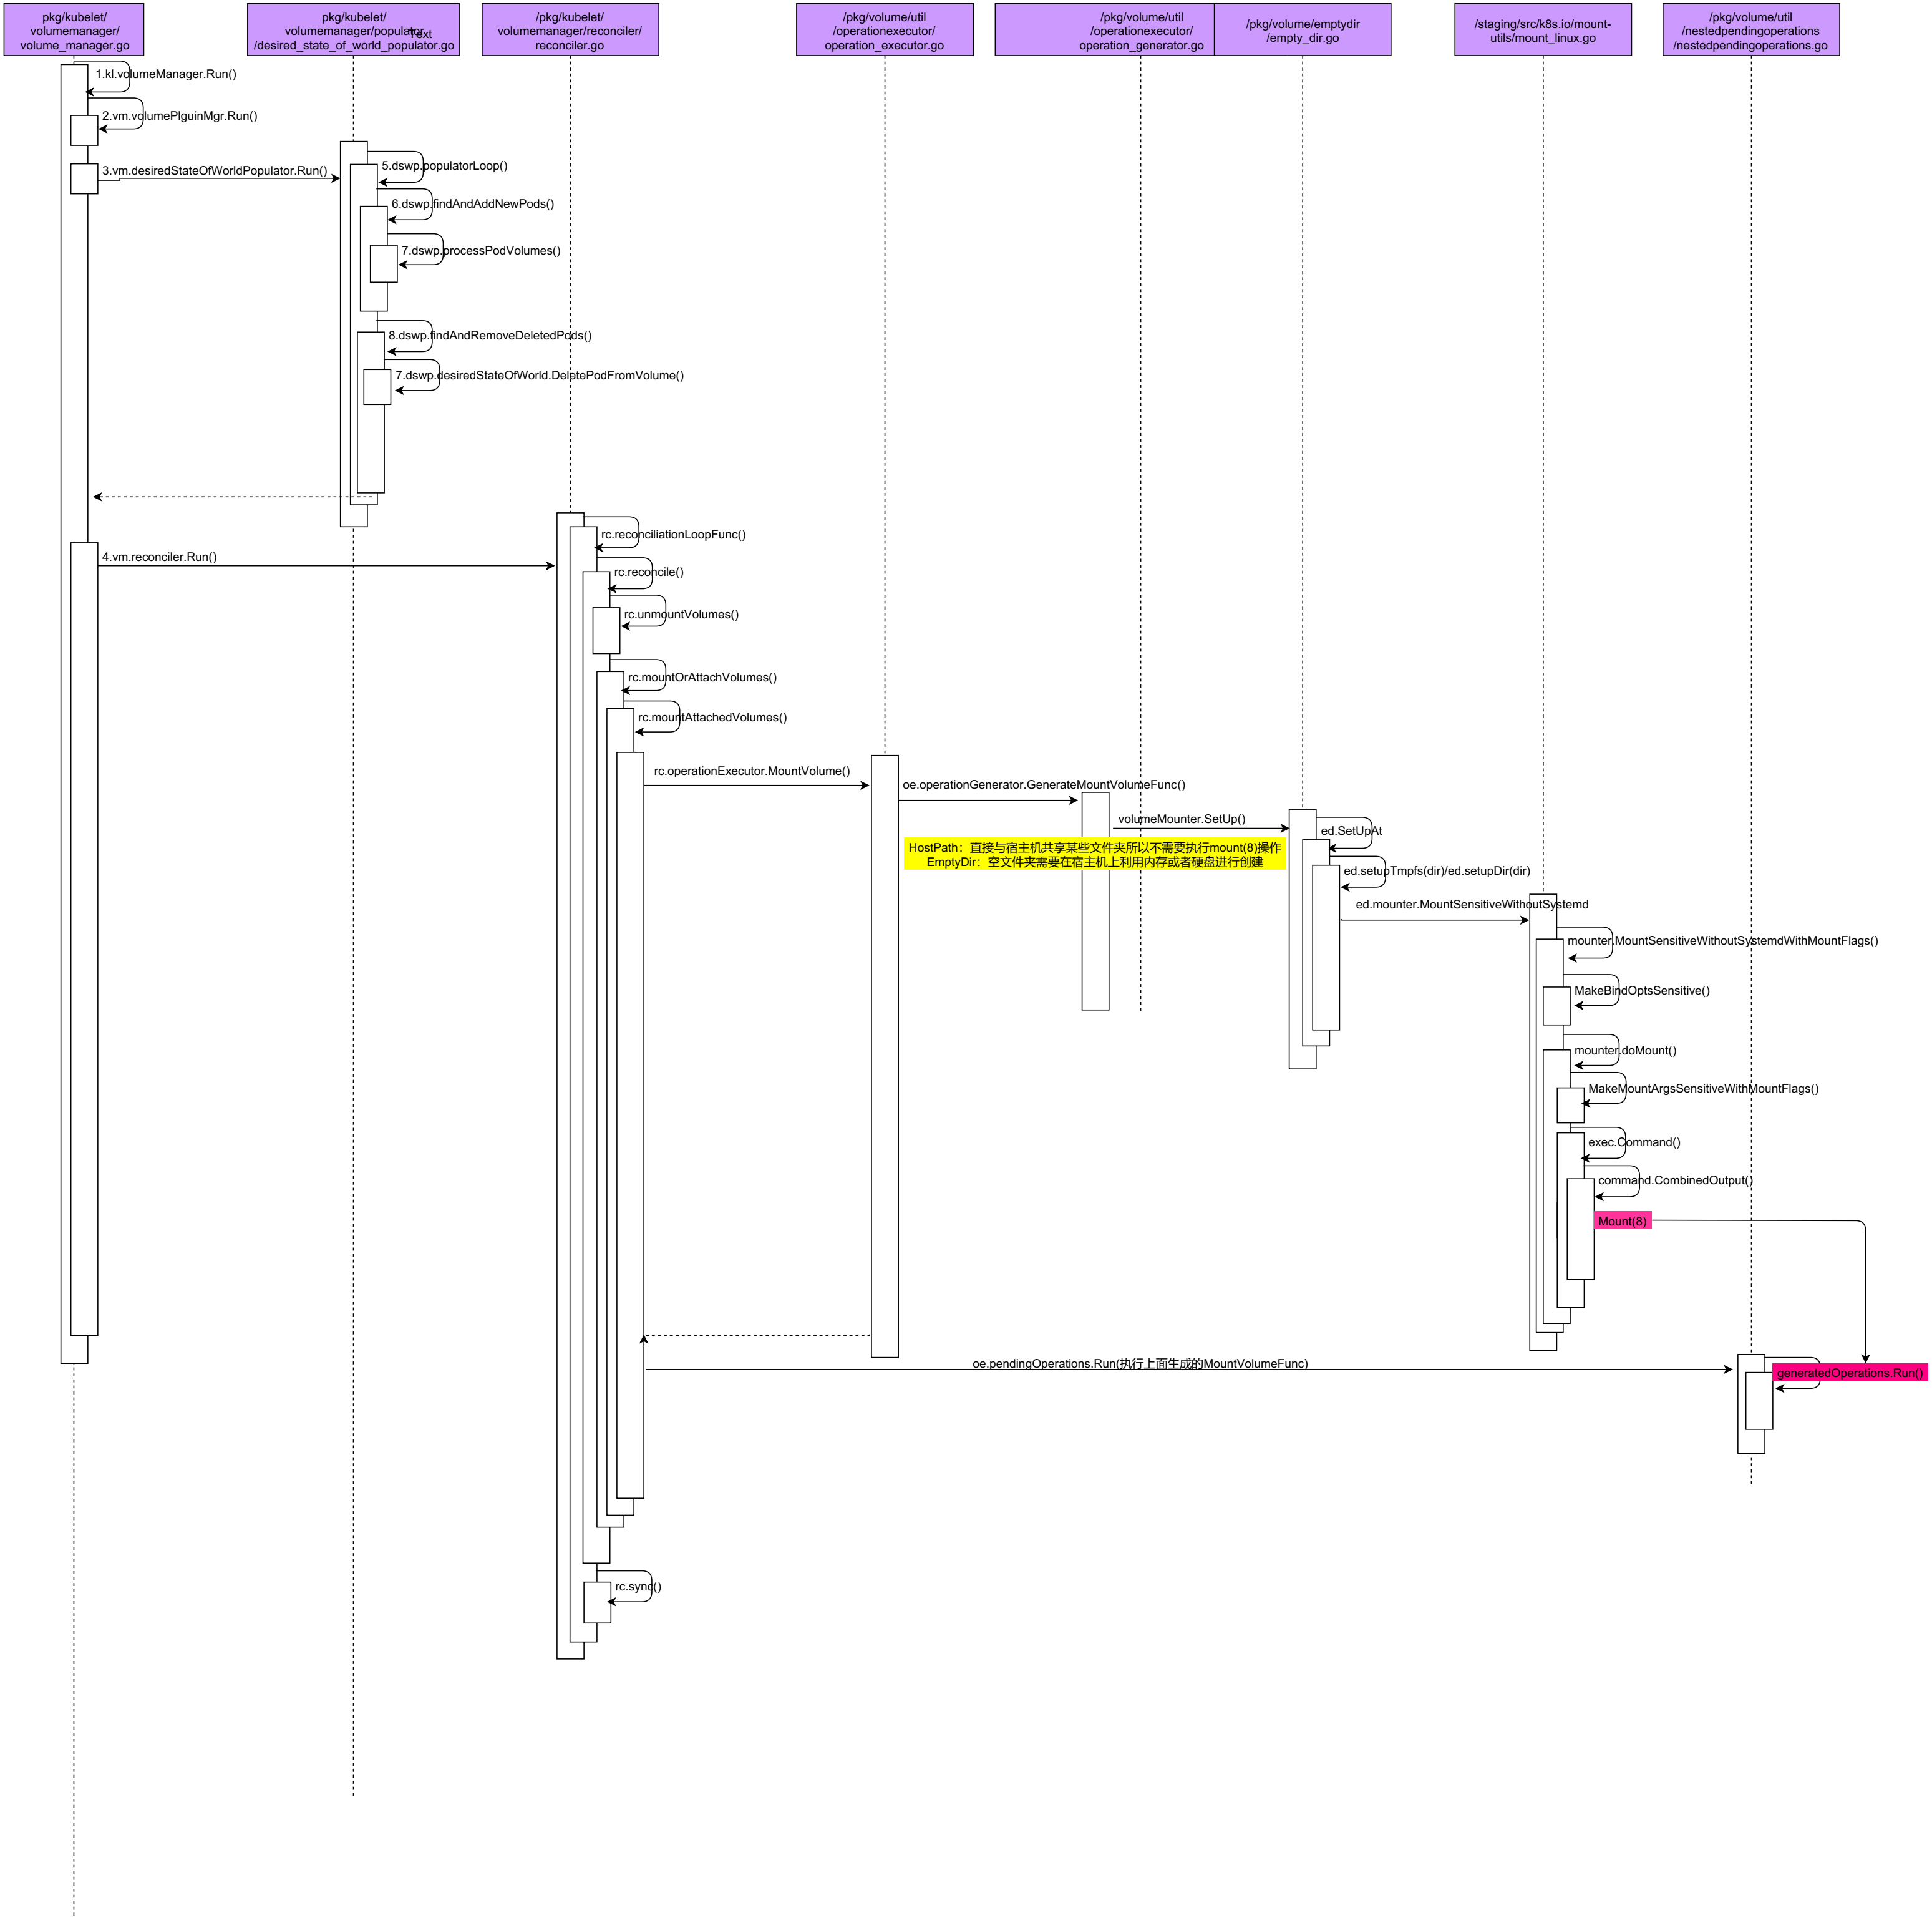 pkg/kubelet/
volumemanager/
volume_manager.go
pkg/kubelet/
volumemanager/populator
/desired_state_of_world_populator.go
Text
/pkg/kubelet/
volumemanager/reconciler/
reconciler.go
/pkg/volume/util
/operationexecutor/
operation_executor.go
/pkg/volume/util
/operationexecutor/
operation_generator.go
/pkg/volume/emptydir
/empty_dir.go
/staging/src/k8s.io/mount-
utils/mount_linux.go
/pkg/volume/util
/nestedpendingoperations
/nestedpendingoperations.go
1.kl.volumeManager.Run()
2.vm.volumePlguinMgr.Run()
3.vm.desiredStateOfWorldPopulator.Run()
5.dswp.populatorLoop()
6.dswp.findAndAddNewPods()
7.dswp.processPodVolumes()
8.dswp.findAndRemoveDeletedPods()
7.dswp.desiredStateOfWorld.DeletePodFromVolume()
4.vm.reconciler.Run()
rc.reconciliationLoopFunc()
rc.reconcile()
rc.unmountVolumes()
rc.mountOrAttachVolumes()
rc.mountAttachedVolumes()
rc.operationExecutor.MountVolume()
oe.operationGenerator.GenerateMountVolumeFunc()
volumeMounter.SetUp()
HostPath：直接与宿主机共享某些文件夹所以不需要执行mount(8)操作
EmptyDir：空文件夹需要在宿主机上利用内存或者硬盘进行创建
ed.SetUpAt
ed.setupTmpfs(dir)/ed.setupDir(dir)
ed.mounter.MountSensitiveWithoutSystemd
mounter.MountSensitiveWithoutSystemdWithMountFlags()
MakeBindOptsSensitive()
mounter.doMount()
MakeMountArgsSensitiveWithMountFlags()
exec.Command()
command.CombinedOutput()
Mount(8)
oe.pendingOperations.Run(执行上面生成的MountVolumeFunc)
generatedOperations.Run()
rc.sync()